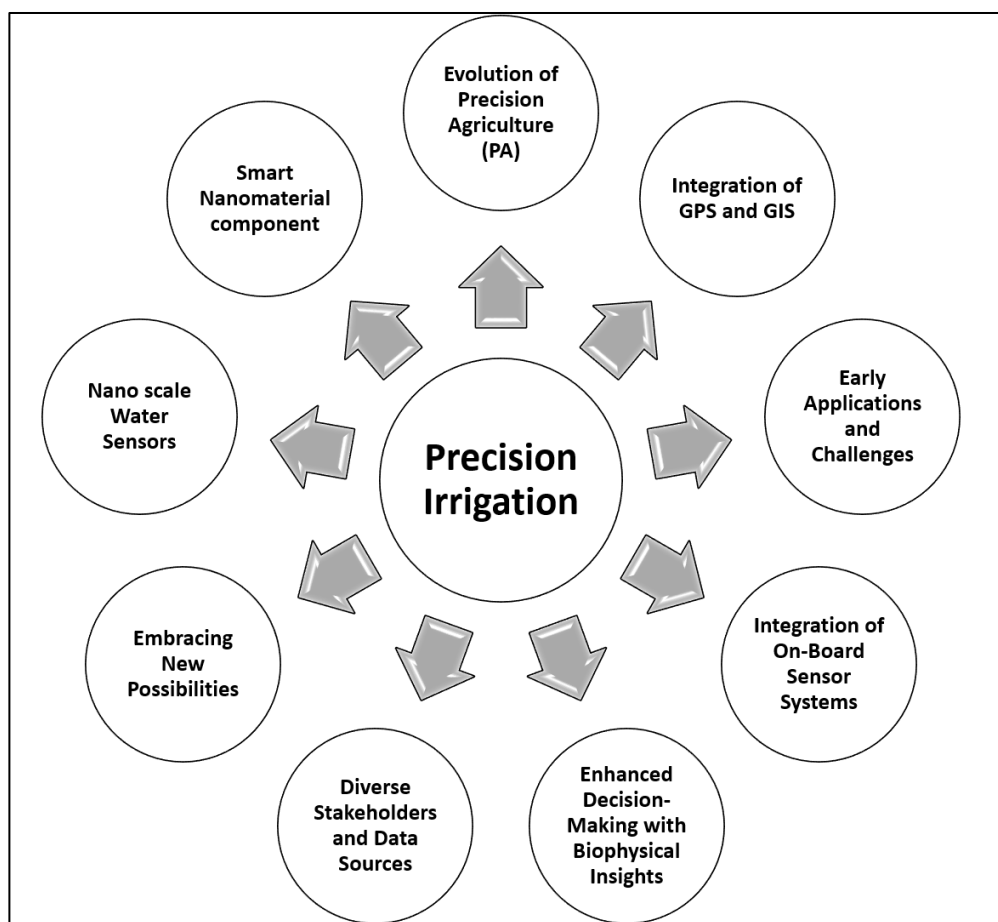 Evolution of
Precision
Agriculture
(PA)
Integration of
GPS and GIS
Early
Applications
and
Challenges
Integration of
On-Board
Sensor
Systems
Enhanced
Decision-
Making with
Biophysical
Insights
Diverse
Stakeholders
and Data
Sources
Embracing
New
Possibilities
Nano scale
Water
Sensors
Smart
Nanomaterial
component
Precision
Irrigation